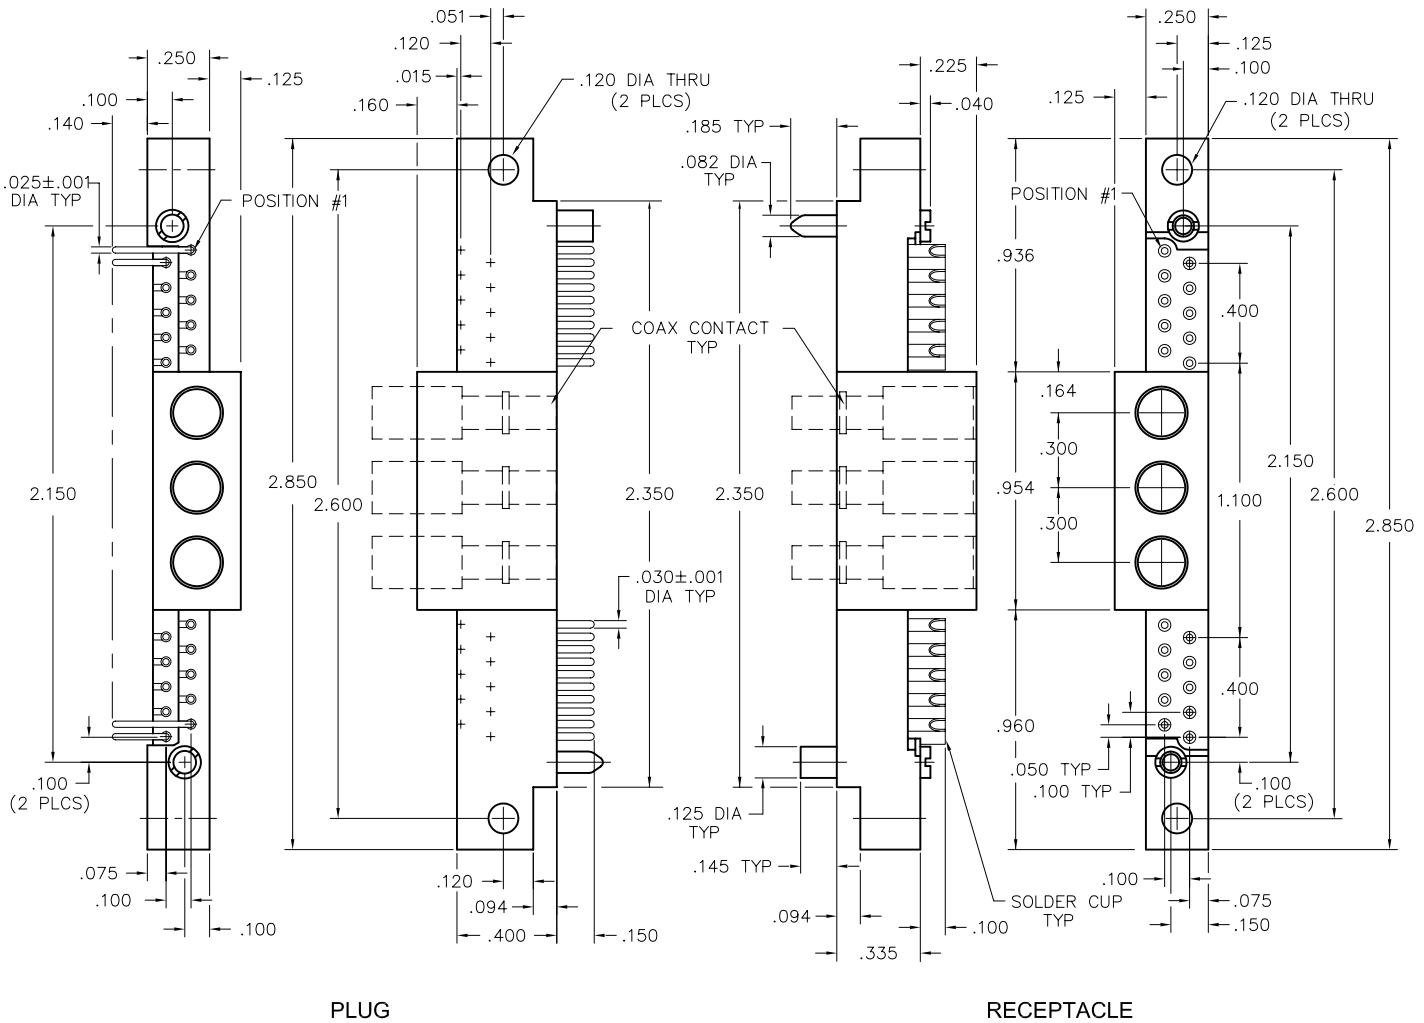 .051
.250
.120
.250
.125
.015
.120 DIA THRU
(2 PLCS)
.225
.125
.100
.100
.160
.040
.125
.120 DIA THRU
(2 PLCS)
.140
.185 TYP
.082 DIA
TYP
.025±.001
DIA TYP
POSITION #1
POSITION #1
.936
.400
COAX CONTACT
TYP
.164
.300
2.150
2.850
2.600
2.350
2.350
.954
1.100
2.150
2.600
2.850
.300
.030±.001
DIA TYP
.400
.960
.050 TYP
.100 TYP
.100
(2 PLCS)
.100
(2 PLCS)
.125 DIA
TYP
.145 TYP
.075
.120
.100
.100
.094
.094
SOLDER CUP
TYP
.075
.100
.400
.150
.100
.150
.335
PLUG
RECEPTACLE